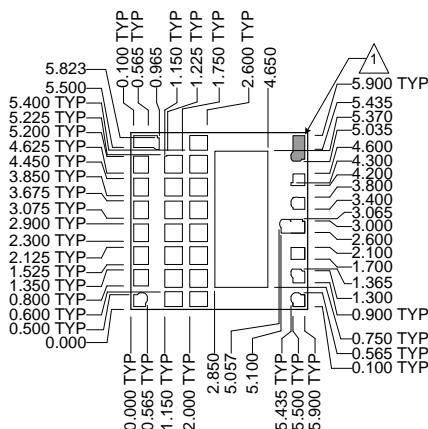 0.100 TYP
0.565 TYP
0.965
1.150 TYP
1.225 TYP
1.750 TYP
2.600 TYP
4.650
1
5.823
5.500
5.400 TYP
5.225 TYP
5.200 TYP
4.625 TYP
4.450 TYP
3.850 TYP
3.675 TYP
3.075 TYP
2.900 TYP
2.300 TYP
2.125 TYP
1.525 TYP
1.350 TYP
0.800 TYP
0.600 TYP
0.500 TYP
0.000
5.900 TYP
5.435
5.370
5.035
4.600
4.300
4.200
3.800
3.400
3.065
3.000
2.600
2.100
1.700
1.365
1.300
0.900 TYP
0.750 TYP
0.565 TYP
0.100 TYP
0.000 TYP
0.565 TYP
1.150 TYP
2.000 TYP
2.850
5.057
5.100
5.435 TYP
5.500 TYP
5.900 TYP